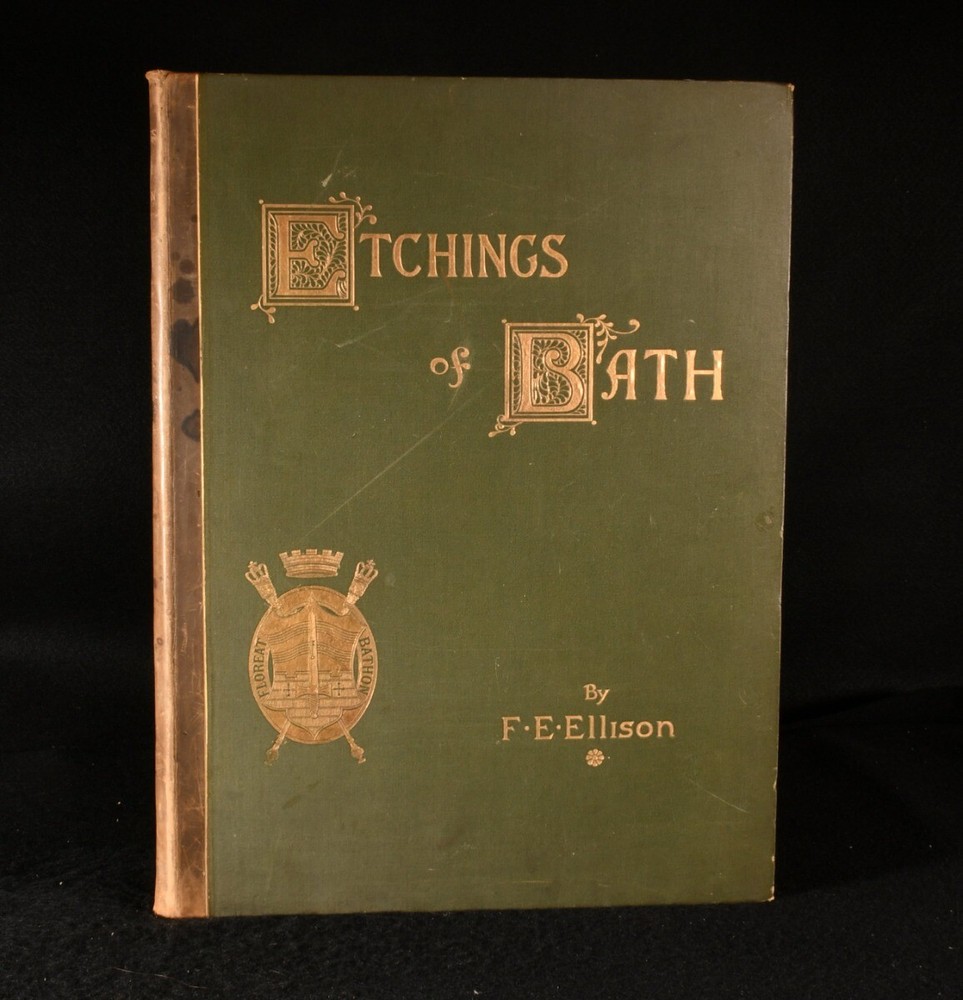 ETCHINGS
of BATH
FLOREAT BATHON
By
F·E·Ellison